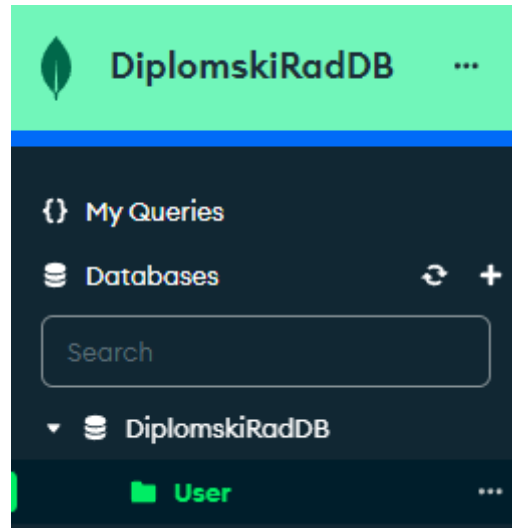 DiplomskiRadDB
{} My Queries
Databases
Search
DiplomskiRadDB
User